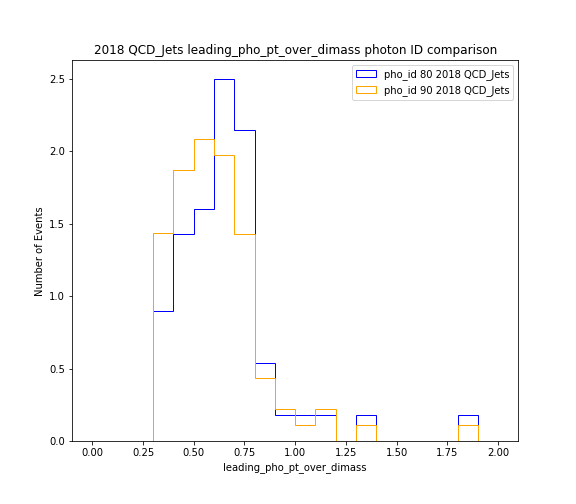 2018 QCD_Jets leading_pho_pt_over_dimass photon ID comparison
pho_id 80 2018 QCD_Jets
pho_id 90 2018 QCD_Jets
Number of Events
2.5
2.0
1.5
1.0
0.5
0.0
0.00 0.25 0.50 0.75 1.00 1.25 1.50 1.75 2.00
leading_pho_pt_over_dimass